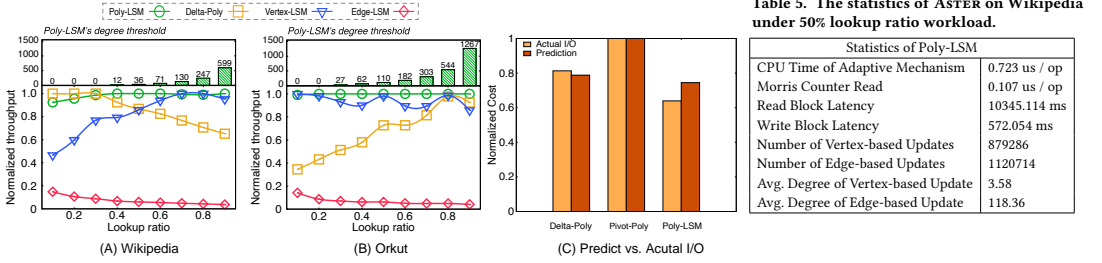 Poly-LSM Delta-Poly Vertex-LSM Edge-LSM
Poly-LSM's degree threshold
1500
1000
500
0
0 0 0 12 36 71 130 247 599
Normalized throughput
1.0
0.8
0.6
0.4
0.2
0
0.2 0.4 0.6 0.8
Lookup ratio
(A) Wikipedia
Poly-LSM's degree threshold
1500
1000
500
0
0 0 27 62 110 182 303 544 1267
Normalized throughput
1.0
0.8
0.6
0.4
0.2
0
0.2 0.4 0.6 0.8
Lookup ratio
(B) Orkut
Actual I/O
Prediction
Normalized Cost
1
0.8
0.6
0.4
0.2
0
Delta-Poly Pivot-Poly Poly-LSM
(C) Predict vs. Acutal I/O
Table 5. The statistics of Aster on Wikipedia
under 50% lookup ratio workload.
Statistics of Poly-LSM
CPU Time of Adaptive Mechanism 0.723 us / op
Morris Counter Read 0.107 us / op
Read Block Latency 10345.114 ms
Write Block Latency 572.054 ms
Number of Vertex-based Updates 879286
Number of Edge-based Updates 1120714
Avg. Degree of Vertex-based Update 3.58
Avg. Degree of Edge-based Update 118.36